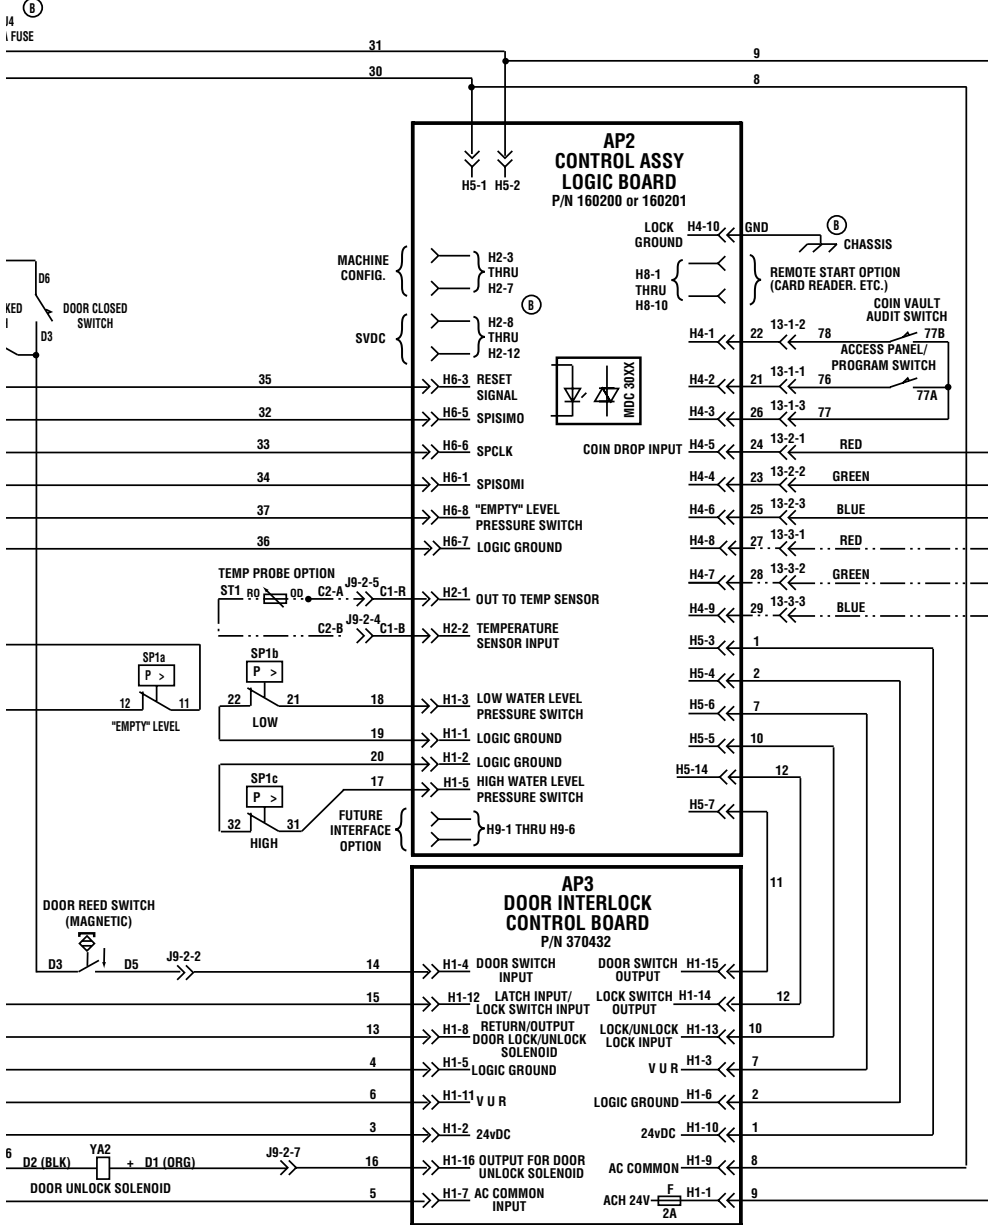 B
J4
A FUSE
31
9
30
8
AP2
CONTROL ASSY
LOGIC BOARD
P/N 160200 or 160201
H5-1 H5-2
LOCK
GROUND
H4-10
GND
B
CHASSIS
MACHINE
CONFIG.
H2-3
THRU
H2-7
H8-1
THRU
H8-10
REMOTE START OPTION
(CARD READER. ETC.)
D6
DOOR CLOSED
SWITCH
D3
B
SVDC
H2-8
THRU
H2-12
COIN VAULT
AUDIT SWITCH
H4-1 22 13-1-2 78 77B
ACCESS PANEL/
PROGRAM SWITCH
MDC 30XX
35 H6-3 RESET
SIGNAL
H4-2 21 13-1-1 76
77A
32 H6-5 SPISIMO
H4-3 26 13-1-3 77
33 H6-6 SPCLK
COIN DROP INPUT H4-5 24 13-2-1 RED
34 H6-1 SPISOMI
H4-4 23 13-2-2 GREEN
37 H6-8 "EMPTY" LEVEL
PRESSURE SWITCH
H4-6 25 13-2-3 BLUE
36 H6-7 LOGIC GROUND
H4-8 27 13-3-1 RED
TEMP PROBE OPTION
ST1 RQ QD C2-A J9-2-5 C1-R H2-1 OUT TO TEMP SENSOR
H4-7 28 13-3-2 GREEN
H4-9 29 13-3-3 BLUE
C2-B J9-2-4 C1-B H2-2 TEMPERATURE
SENSOR INPUT
H5-3 1
SP1a
P >
12 11
"EMPTY" LEVEL
SP1b
P >
22 21
LOW
H5-4 2
18 H1-3 LOW WATER LEVEL
PRESSURE SWITCH
H5-6 7
19 H1-1 LOGIC GROUND
H5-5 10
20 H1-2 LOGIC GROUND
H5-14 12
SP1c
P >
32 31
HIGH
17 H1-5 HIGH WATER LEVEL
PRESSURE SWITCH
H5-7
FUTURE
INTERFACE
OPTION
H9-1 THRU H9-6
11
AP3
DOOR INTERLOCK
CONTROL BOARD
P/N 370432
DOOR REED SWITCH
(MAGNETIC)
D3 D5 J9-2-2
14 H1-4 DOOR SWITCH
INPUT
DOOR SWITCH
OUTPUT
H1-15
15 H1-12 LATCH INPUT/
LOCK SWITCH INPUT
LOCK SWITCH
OUTPUT
H1-14 12
13 H1-8 RETURN/OUTPUT
DOOR LOCK/UNLOCK
SOLENOID
LOCK/UNLOCK
LOCK INPUT
H1-13 10
4 H1-5 LOGIC GROUND
V U R H1-3 7
6 H1-11 V U R
LOGIC GROUND H1-6 2
3 H1-2 24vDC
24vDC H1-10 1
6
D2 (BLK) YA2 + D1 (ORG) J9-2-7
DOOR UNLOCK SOLENOID
16 H1-16 OUTPUT FOR DOOR
UNLOCK SOLENOID
AC COMMON H1-9 8
5 H1-7 AC COMMON
INPUT
ACH 24V F 2A H1-1 9